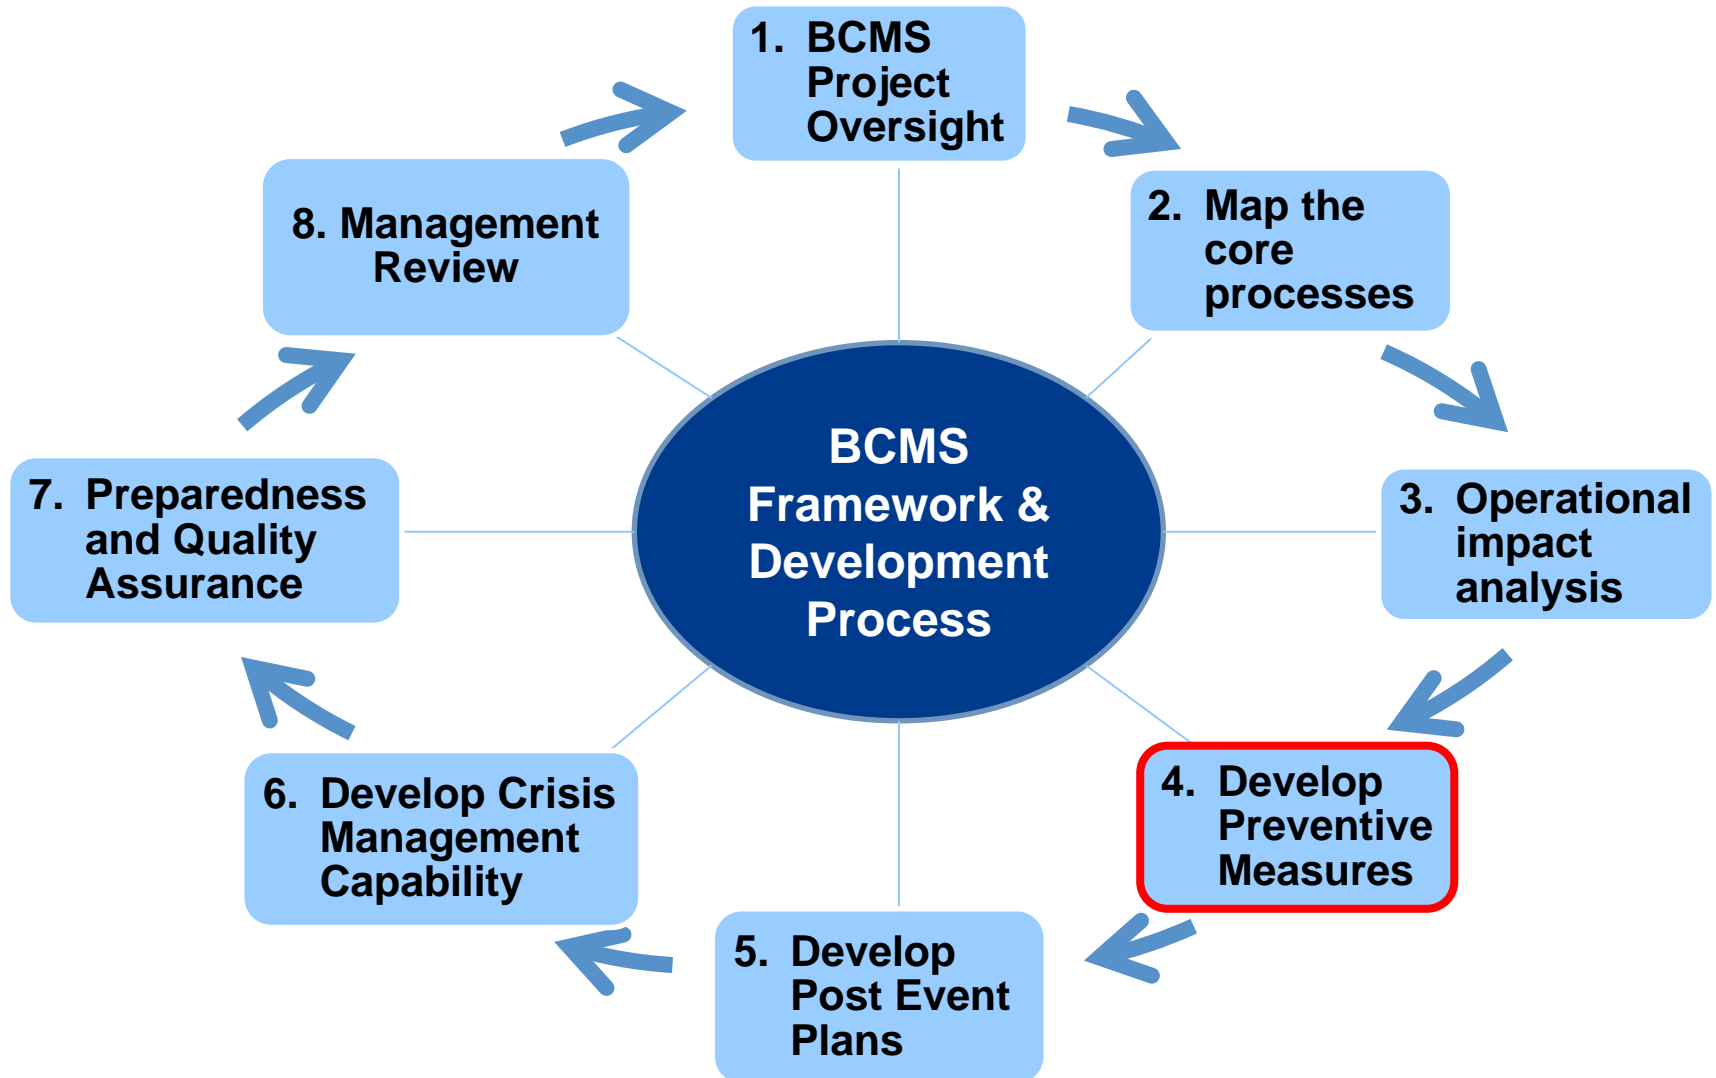 1. BCMS
Project
Oversight
2. Map the
core
processes
3. Operational
impact
analysis
4. Develop
Preventive
Measures
5. Develop
Post Event
Plans
6. Develop Crisis
Management
Capability
7. Preparedness
and Quality
Assurance
8. Management
Review
BCMS
Framework &
Development
Process